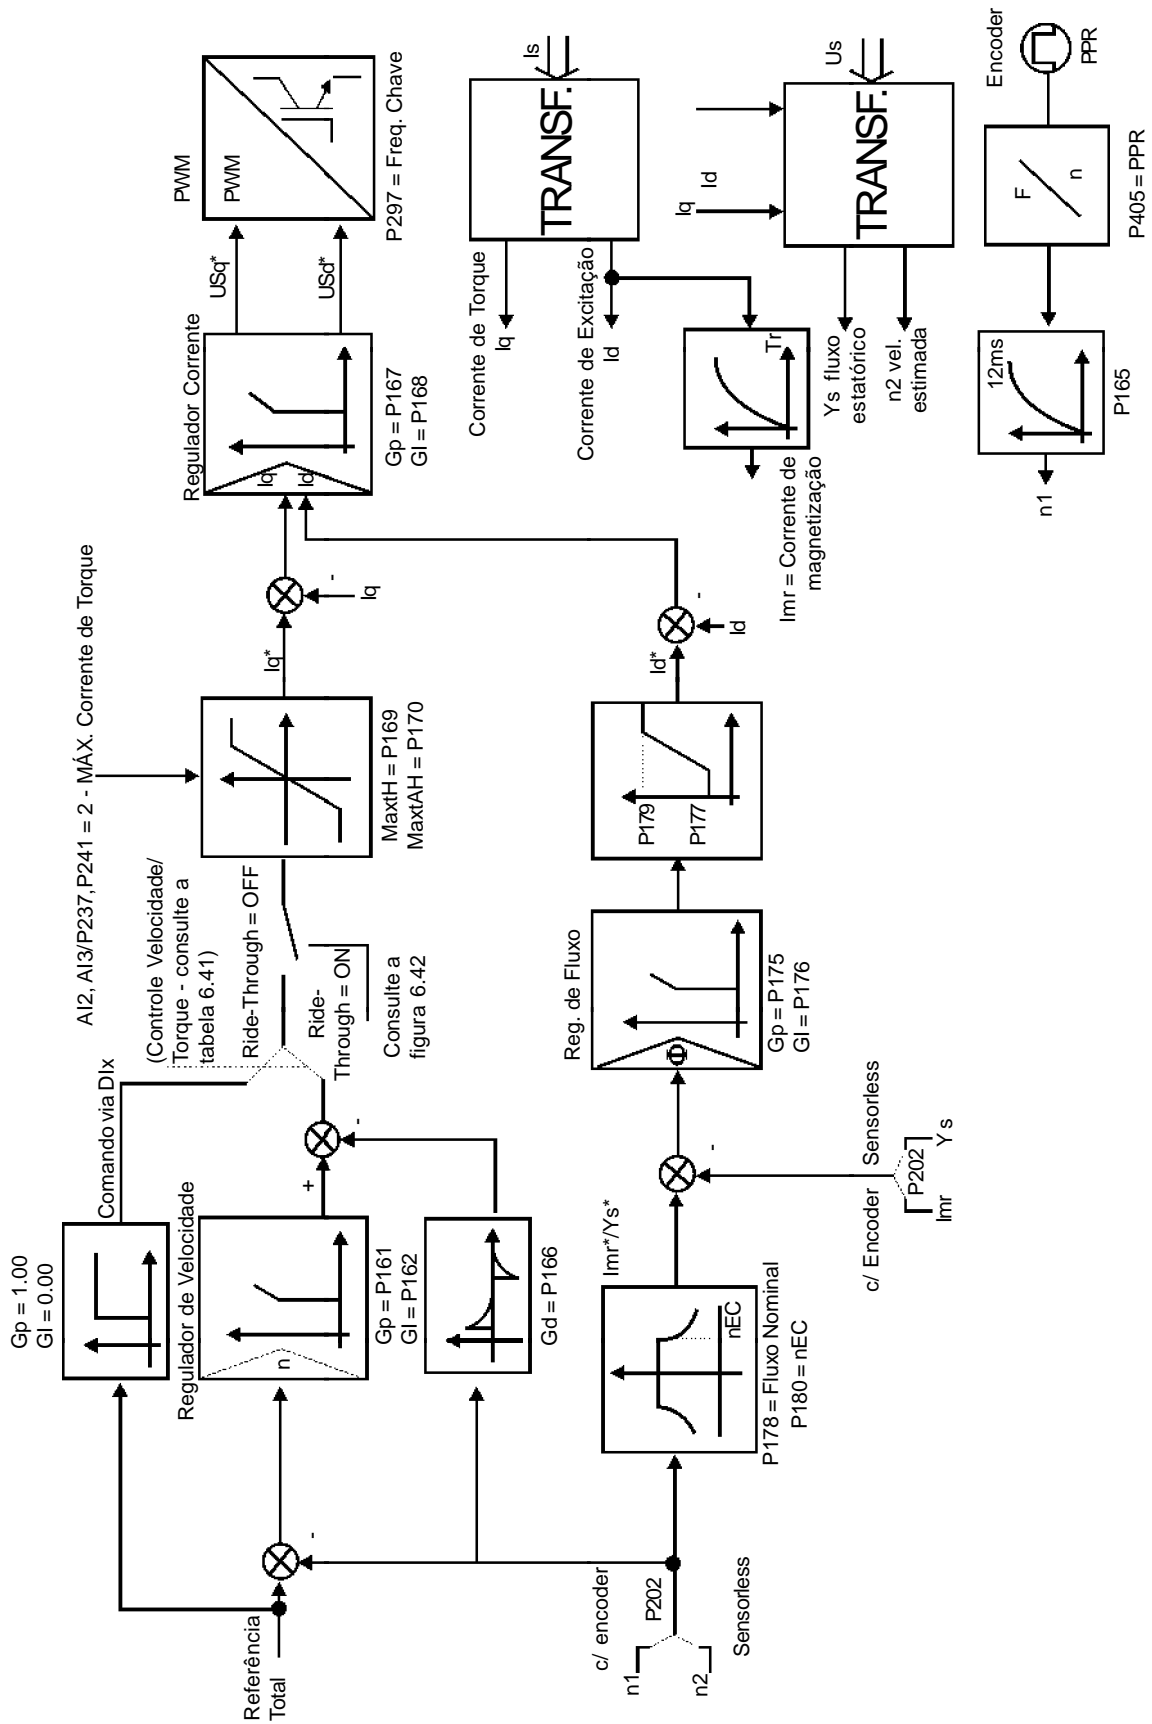 Referência
Total
Gp = 1.00
GI = 0.00
Comando via DIx
Regulador de Velocidade
n
Gp = P161
GI = P162
+
-
-
Gd = P166
(Controle Velocidade/
Torque - consulte a
tabela 6.41)
Ride-Through = OFF
Ride-
Through = ON
Consulte a
figura 6.42
AI2, AI3/P237,P241 = 2 - MÁX. Corrente de Torque
MaxtH = P169
MaxtAH = P170
Iq*
-
Iq
Regulador Corrente
Iq
Id
Gp = P167
GI = P168
USq*
USd*
PWM
PWM
P297 = Freq. Chave
c/ encoder
n1
P202
n2
Sensorless
nEC
P178 = Fluxo Nominal
P180 = nEC
Imr*/Ys*
-
c/ Encoder
Sensorless
P202
Imr
Ys
Reg. de Fluxo
Φ
Gp = P175
GI = P176
P179
P177
Id*
-
Id
Corrente de Torque
Iq
Corrente de Excitação
Id
TRANSF.
Is
Tr
Imr = Corrente de
magnetização
Iq
Id
TRANSF.
Us
Ys fluxo
estatórico
n2 vel.
estimada
n1
12ms
P165
F
n
P405 = PPR
Encoder
PPR